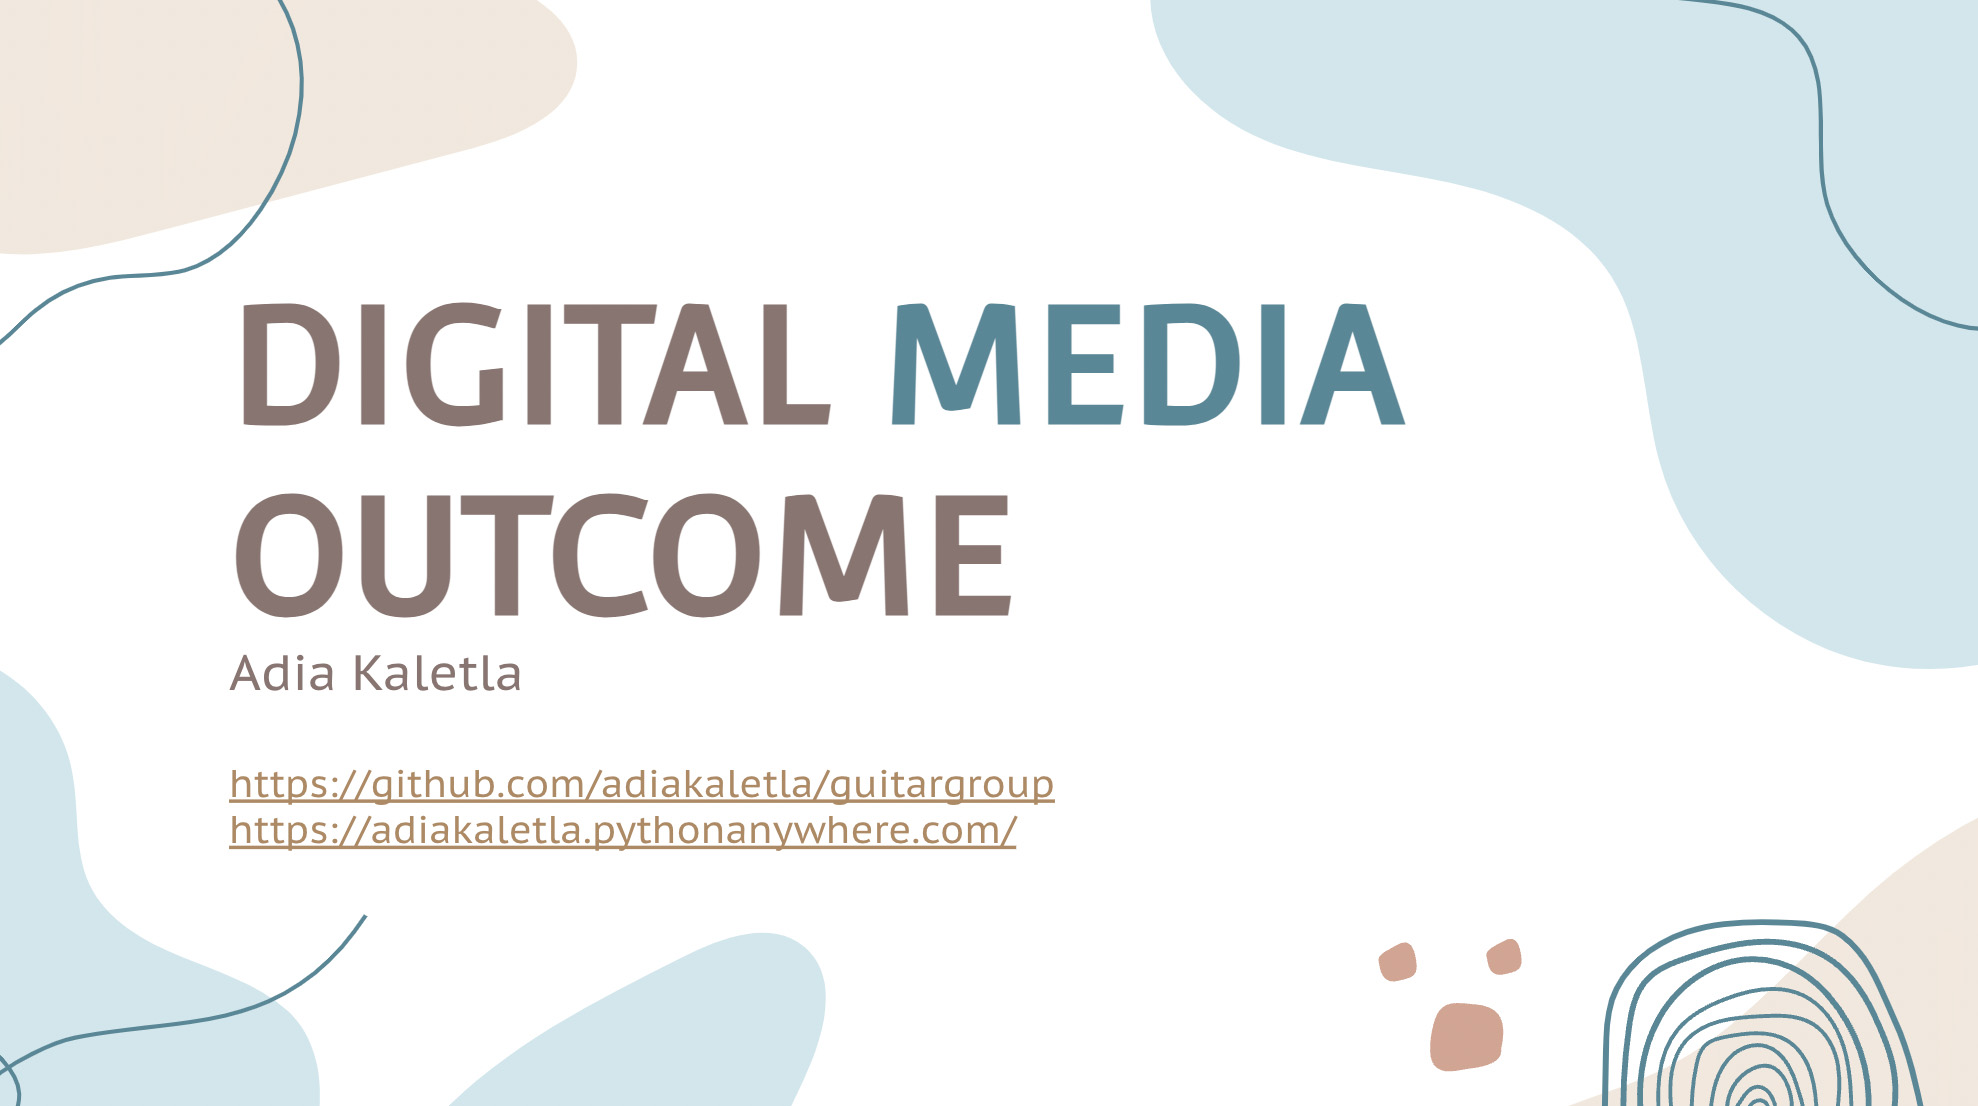 DIGITAL MEDIA
OUTCOME
Adia Kaletla
https://github.com/adiakaletla/guitargroup
https://adiakaletla.pythonanywhere.com/